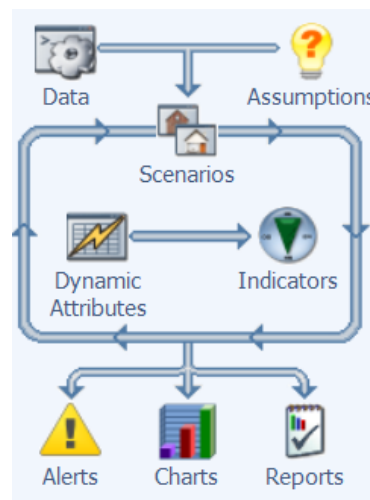 Data
Assumptions
Scenarios
Dynamic
Attributes
Indicators
Alerts
Charts
Reports